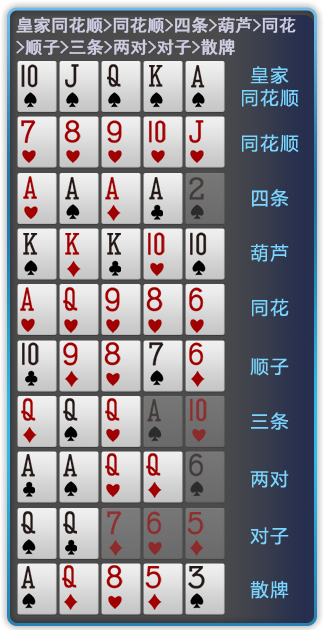 皇家同花顺>同花顺>四条>葫芦>同花
>顺子>三条>两对>对子>散牌
10 J Q K A 皇家
同花顺
7 8 9 10 J 同花顺
A A A A 2 四条
K K K 10 10 葫芦
A Q 9 8 6 同花
10 9 8 7 6 顺子
Q Q Q A 10 三条
A A Q Q 6 两对
Q Q 7 6 5 对子
A Q 8 5 3 散牌